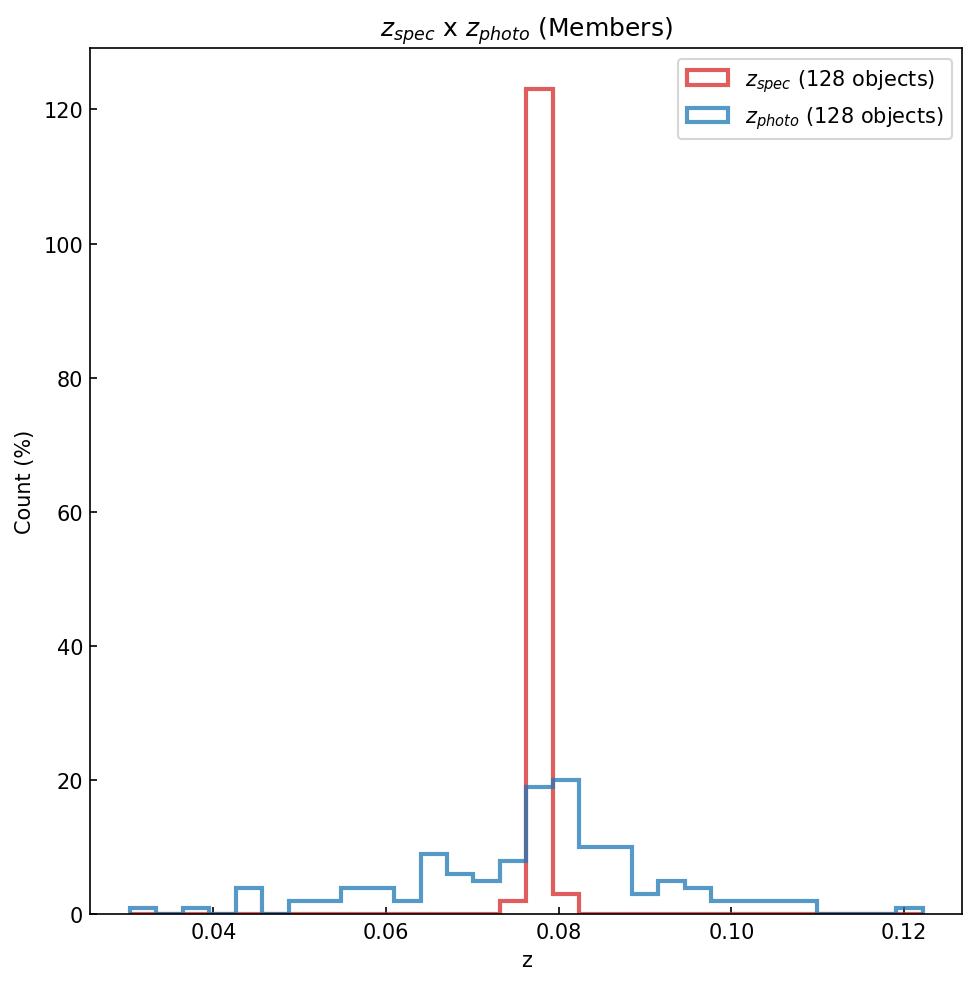 z_spec x z_photo (Members)
z_spec (128 objects)
z_photo (128 objects)
Count (%)
120
100
80
60
40
20
0
0.04 0.06 0.08 0.10 0.12
z